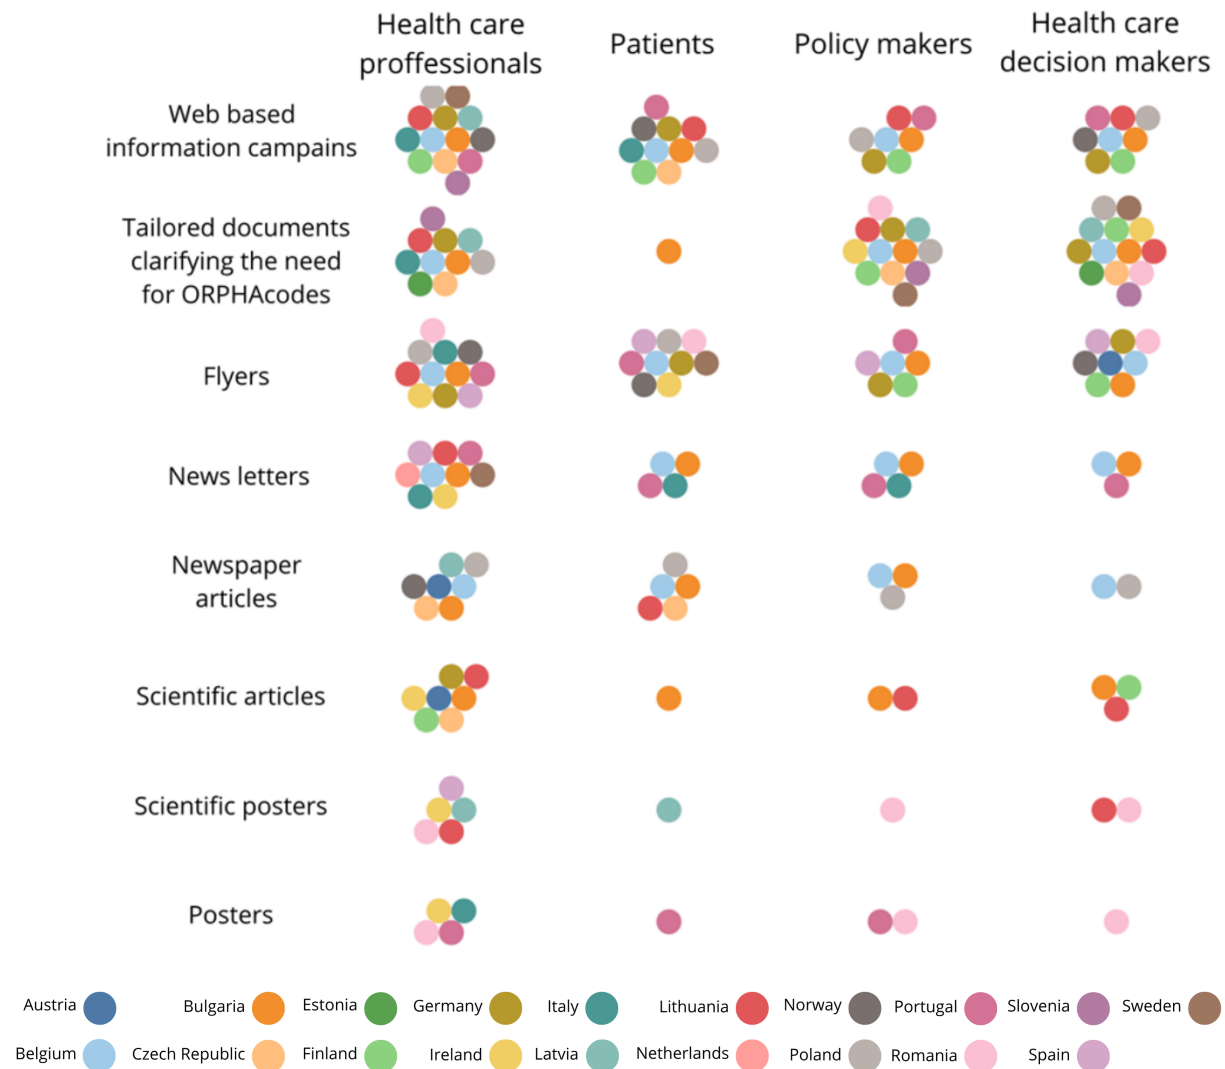 Health care
proffessionals
Patients
Policy makers
Health care
decision makers
Web based
information campains
Tailored documents
clarifying the need
for ORPHAcodes
Flyers
News letters
Newspaper
articles
Scientific articles
Scientific posters
Posters
Austria Bulgaria Estonia Germany Italy Lithuania Norway Portugal Slovenia Sweden
Belgium Czech Republic Finland Ireland Latvia Netherlands Poland Romania Spain